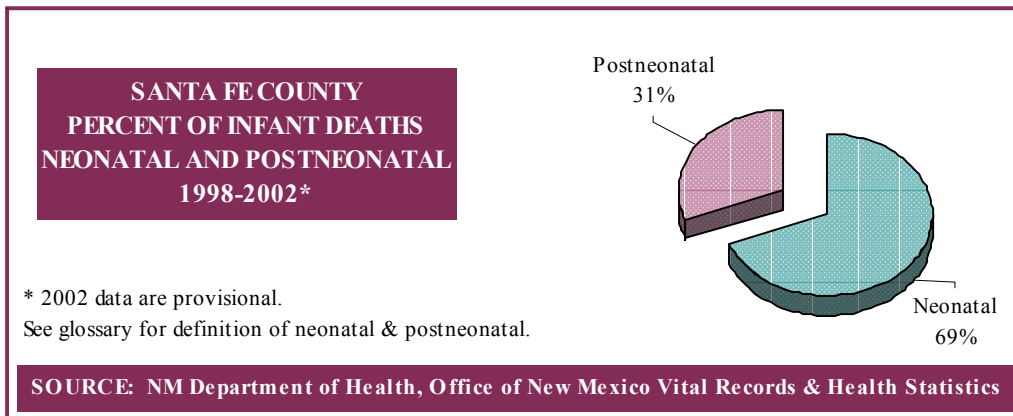 SANTA FE COUNTY
PERCENT OF INFANT DEATHS
NEONATAL AND POSTNEONATAL
1998-2002*
Postneonatal
31%
Neonatal
69%
* 2002 data are provisional.
See glossary for definition of neonatal & postneonatal.
SOURCE: NM Department of Health, Office of New Mexico Vital Records & Health Statistics